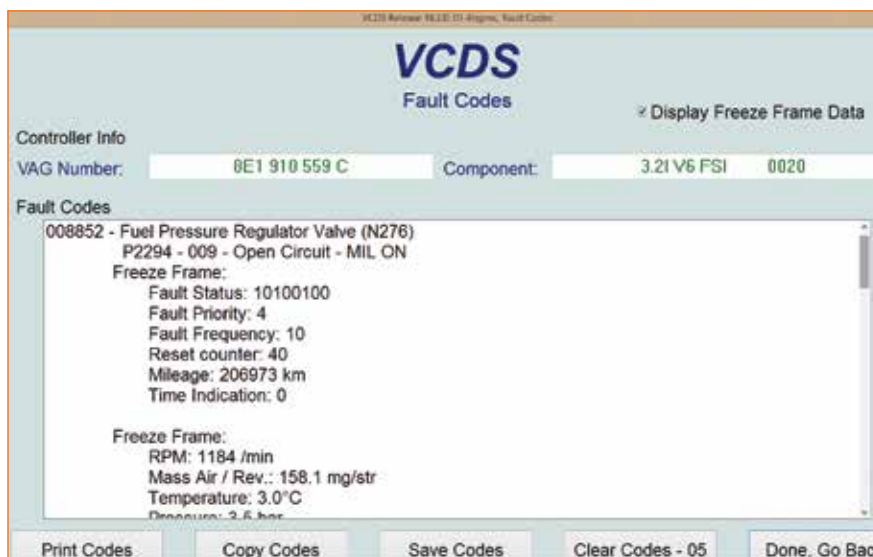 VCDS
Fault Codes
Display Freeze Frame Data
Controller Info
VAG Number: 8E1 910 559 C Component: 3.2l V6 FSI 0020
Fault Codes
008852 - Fuel Pressure Regulator Valve (N276)
P2294 - 009 - Open Circuit - MIL ON
Freeze Frame:
Fault Status: 10100100
Fault Priority: 4
Fault Frequency: 10
Reset counter: 40
Mileage: 206973 km
Time Indication: 0
Freeze Frame:
RPM: 1184 /min
Mass Air / Rev.: 158.1 mg/str
Temperature: 3.0°C
Pressure: 3.5 bar
Print Codes Copy Codes Save Codes Clear Codes - 05 Done, Go Bac